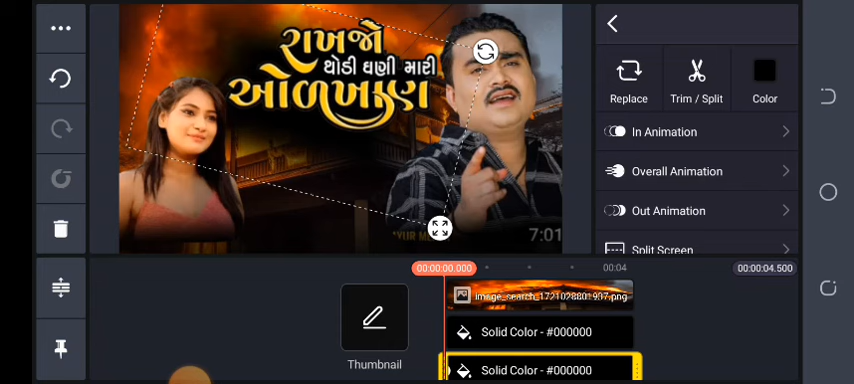 રાખજો
થોડી ઘણી મારી
ઓળખાણ
7:01
Replace
Trim / Split
Color
In Animation
Overall Animation
Out Animation
Split Screen
00:00:00.000
00:04
00:00:04.500
image_search_1721028801907.png
Solid Color - #000000
Solid Color - #000000
Thumbnail